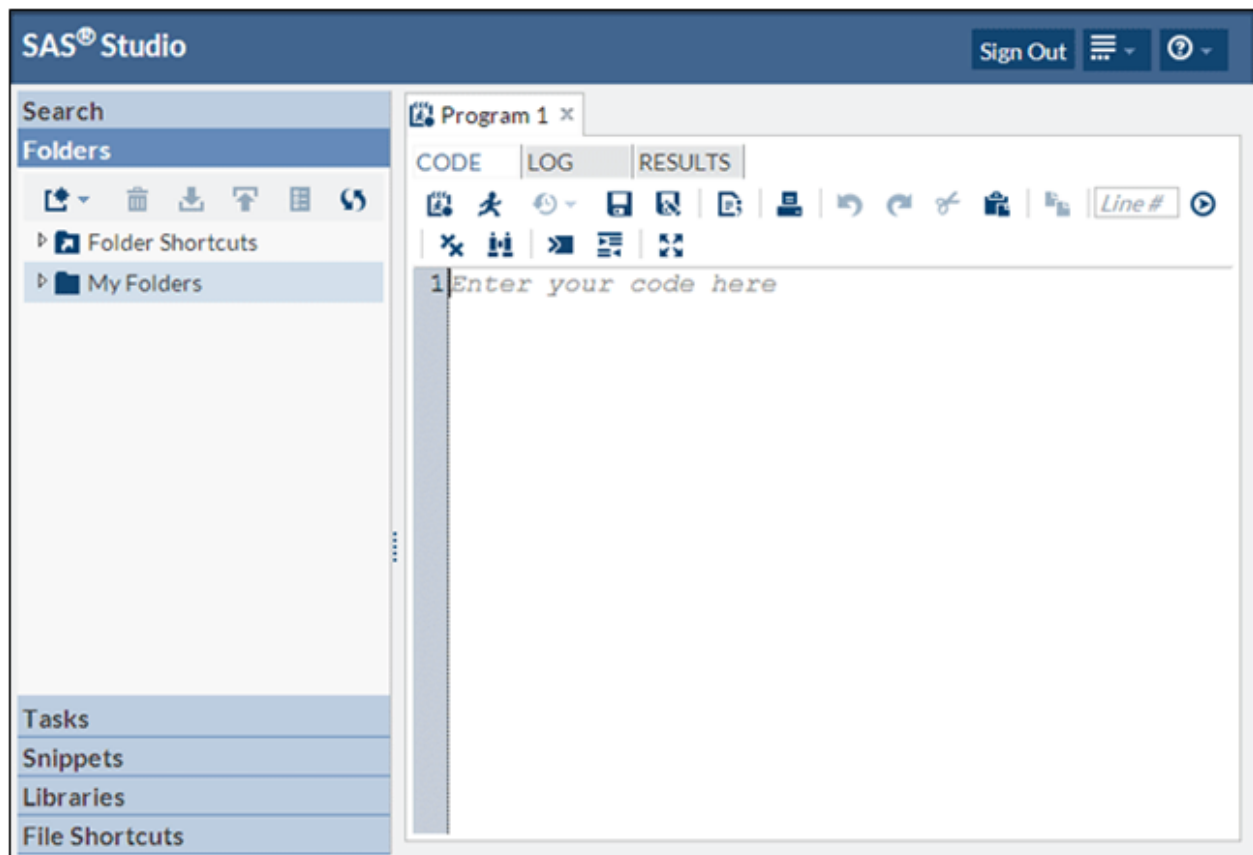 SAS® Studio
Sign Out
Search
Folders
Folder Shortcuts
My Folders
Tasks
Snippets
Libraries
File Shortcuts
Program 1
CODE LOG RESULTS
Line #
1 Enter your code here